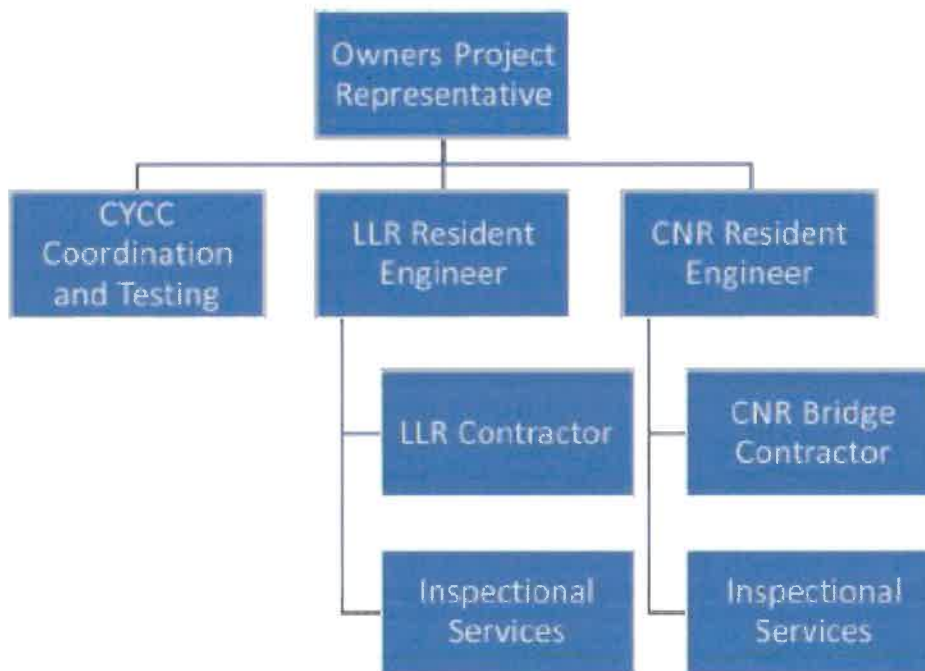 Owners Project
Representative
CYCC
Coordination
and Testing
LLR Resident
Engineer
CNR Resident
Engineer
LLR Contractor
CNR Bridge
Contractor
Inspectional
Services
Inspectional
Services